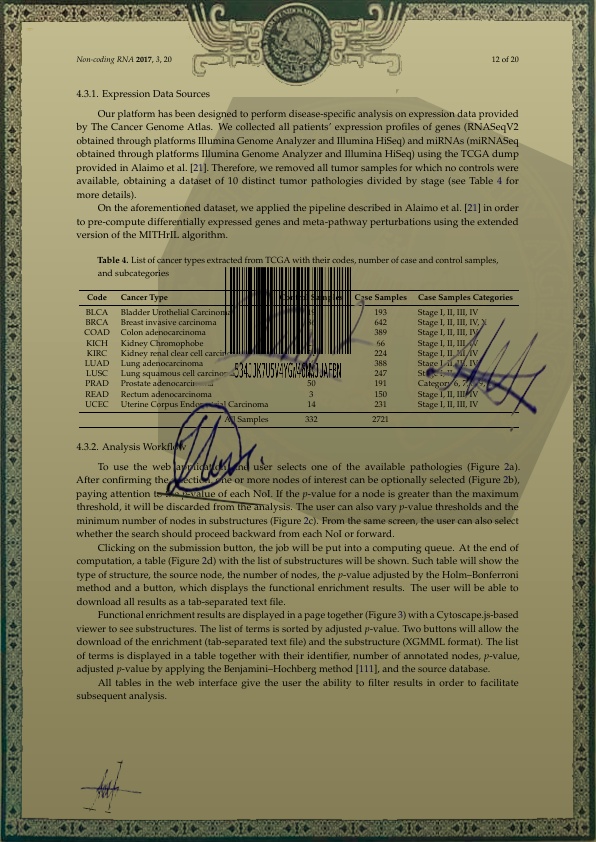 Non-coding RNA 2017, 3, 20
12 of 20
4.3.1. Expression Data Sources
Our platform has been designed to perform disease-specific analysis on expression data provided
by The Cancer Genome Atlas. We collected all patients' expression profiles of genes (RNASeqV2
obtained through platforms Illumina Genome Analyzer and Illumina HiSeq) and miRNAs (miRNASeq
obtained through platforms Illumina Genome Analyzer and Illumina HiSeq) using the TCGA dump
provided in Alaimo et al. [21]. Therefore, we removed all tumor samples for which no controls were
available, obtaining a dataset of 10 distinct tumor pathologies divided by stage (see Table 4 for
more details).
On the aforementioned dataset, we applied the pipeline described in Alaimo et al. [21] in order
to pre-compute differentially expressed genes and meta-pathway perturbations using the extended
version of the MITHrIL algorithm.
Table 4. List of cancer types extracted from TCGA with their codes, number of case and control samples,
and subcategories
Code Cancer Type Control Samples Case Samples Case Samples Categories
BLCA Bladder Urothelial Carcinoma 193 Stage I, II, III, IV
BRCA Breast invasive carcinoma 642 Stage I, II, III, IV, X
COAD Colon adenocarcinoma 389 Stage I, II, III, IV
KICH Kidney Chromophobe 66 Stage I, II, III, IV
KIRC Kidney renal clear cell 224 Stage I, II, III, IV
LUAD Lung adenocarcinoma 388 Stage I, II, III, IV
LUSC Lung squamous cell 247
PRAD Prostate 50 191 Category 6, 7,
READ Rectum adenocarcinoma 3 150 Stage I, II, III, IV
UCEC Uterine Corpus Endometrial Carcinoma 14 231 Stage I, II, III, IV
All Samples 332 2721
4.3.2. Analysis Workflow
To use the web application, user selects one of the available pathologies (Figure 2a).
After confirming the selection, one or more nodes of interest can be optionally selected (Figure 2b),
paying attention to the p-value of each NoI. If the p-value for a node is greater than the maximum
threshold, it will be discarded from the analysis. The user can also vary p-value thresholds and the
minimum number of nodes in substructures (Figure 2c). From the same screen, the user can also select
whether the search should proceed backward from each NoI or forward.
Clicking on the submission button, the job will be put into a computing queue. At the end of
computation, a table (Figure 2d) with the list of substructures will be shown. Such table will show the
type of structure, the source node, the number of nodes, the p-value adjusted by the Holm–Bonferroni
method and a button, which displays the functional enrichment results. The user will be able to
download all results as a tab-separated text file.
Functional enrichment results are displayed in a page together (Figure 3) with a Cytoscape.js-based
viewer to see substructures. The list of terms is sorted by adjusted p-value. Two buttons will allow the
download of the enrichment (tab-separated text file) and the substructure (XGMML format). The list
of terms is displayed in a table together with their identifier, number of annotated nodes, p-value,
adjusted p-value by applying the Benjamini–Hochberg method [111], and the source database.
All tables in the web interface give the user the ability to filter results in order to facilitate
subsequent analysis.